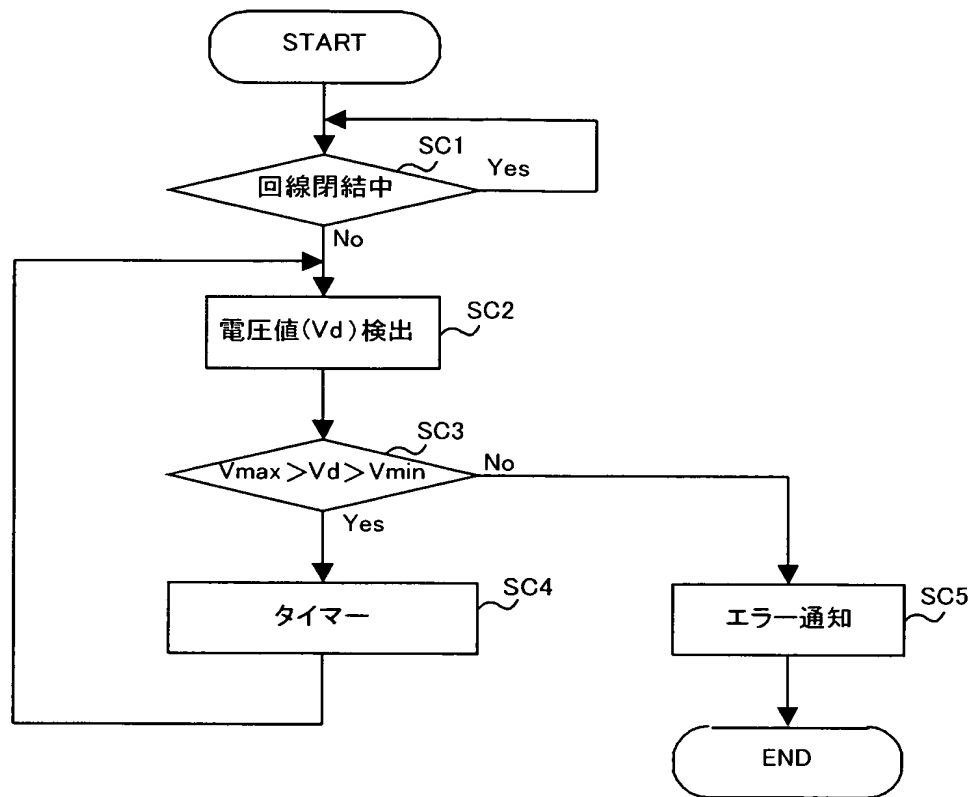 START
SC1
Yes
回線閉結中
No
SC2
電圧値(Vd)検出
SC3
No
Vmax>Vd>Vmin
Yes
SC4
タイマー
SC5
エラー通知
END